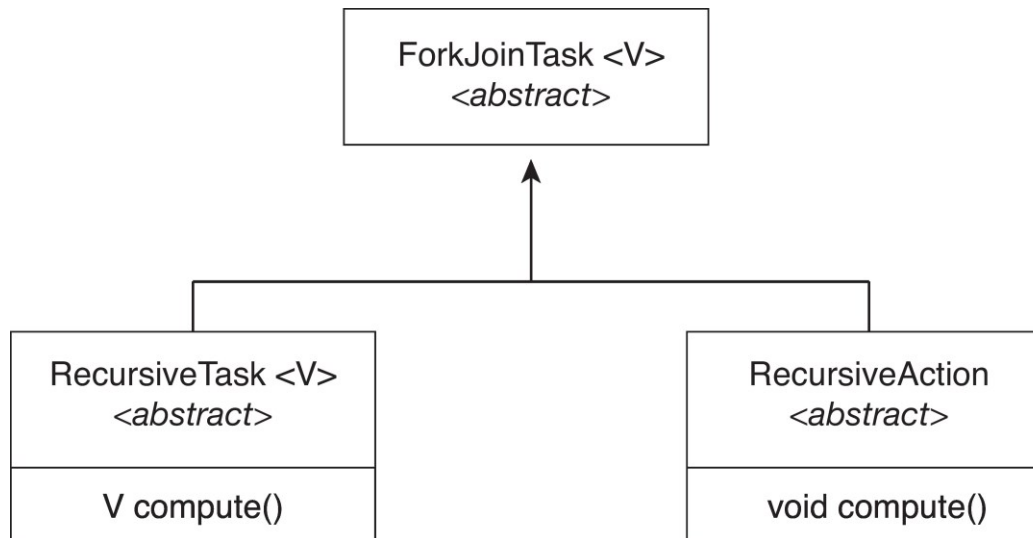 ForkJoinTask <V>
<abstract>
RecursiveTask <V>
<abstract>
V compute()
RecursiveAction
<abstract>
void compute()